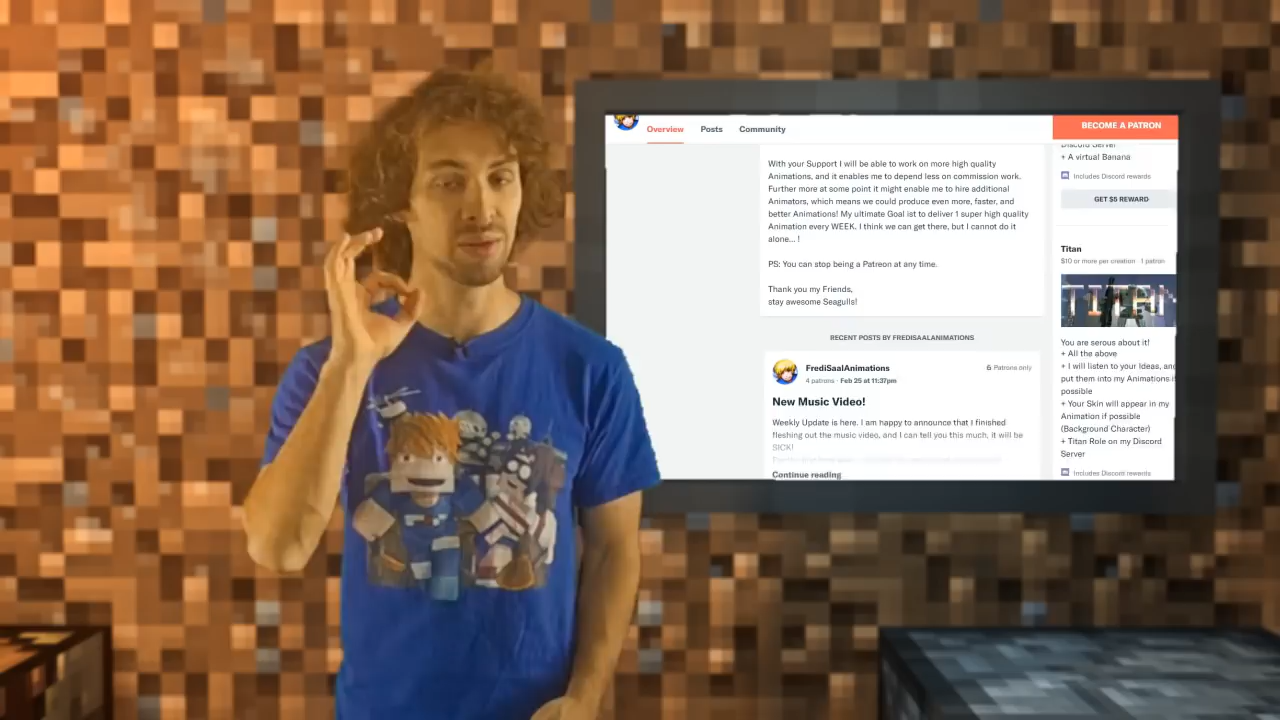 Overview Posts Community
BECOME A PATRON
With your Support I will be able to work on more high quality
Animations, and it enables me to depend less on commission work.
Further more at some point it might enable me to hire additional
Animators, which means we could produce even more, faster, and
better Animations! My ultimate Goal ist to deliver 1 super high quality
Animation every WEEK. I think we can get there, but I cannot do it
alone... !
PS: You can stop being a Patreon at any time.
Thank you my Friends,
stay awesome Seagulls!
RECENT POSTS BY FREDISAALANIMATIONS
FrediSaalAnimations
4 patrons · Feb 25 at 11:37pm
Patrons only
New Music Video!
Weekly Update is here. I am happy to announce that I finished
fleshing out the music video, and I can tell you this much, it will be
SICK!
Continue reading
Discord Server
+ A virtual Banana
Includes Discord rewards
GET $5 REWARD
Titan
$10 or more per creation · 1 patron
TITAN
You are serous about it!
+ All the above
+ I will listen to your Ideas, and
put them into my Animations if
possible
+ Your Skin will appear in my
Animation if possible
(Background Character)
+ Titan Role on my Discord
Server
Includes Discord rewards